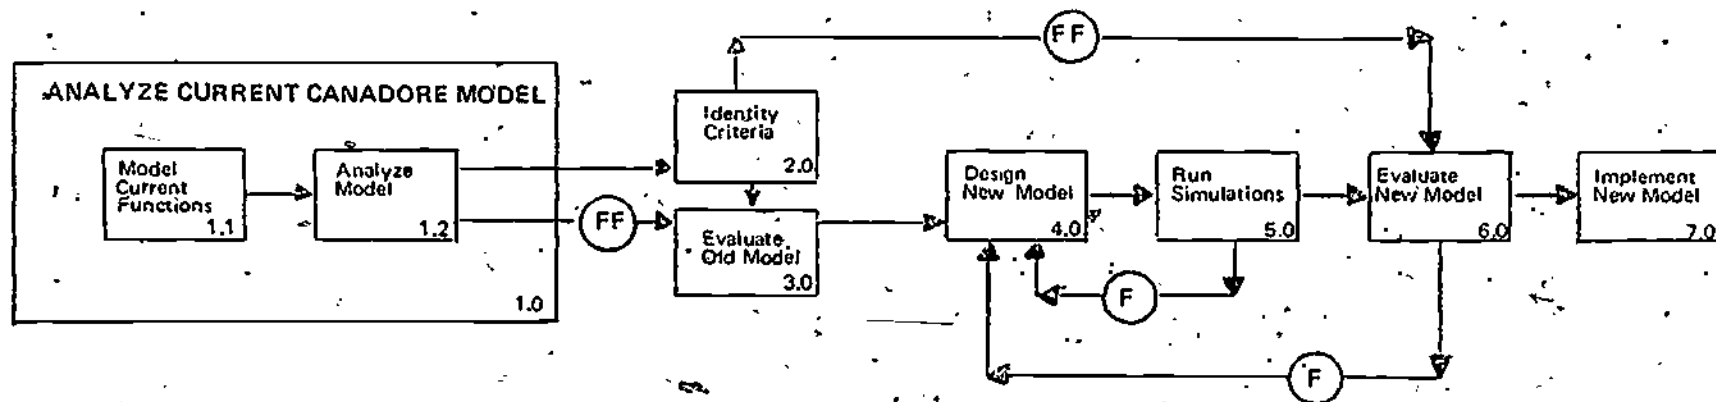 FF
ANALYZE CURRENT CANADORE MODEL
Identity
Criteria
2.0
Model
Current
Functions
1.1
Analyze
Model
1.2
FF
Evaluate
Old Model
3.0
1.0
Design
New Model
4.0
Run
Simulations
5.0
Evaluate
New Model
6.0
Implement
New Model
7.0
F
F